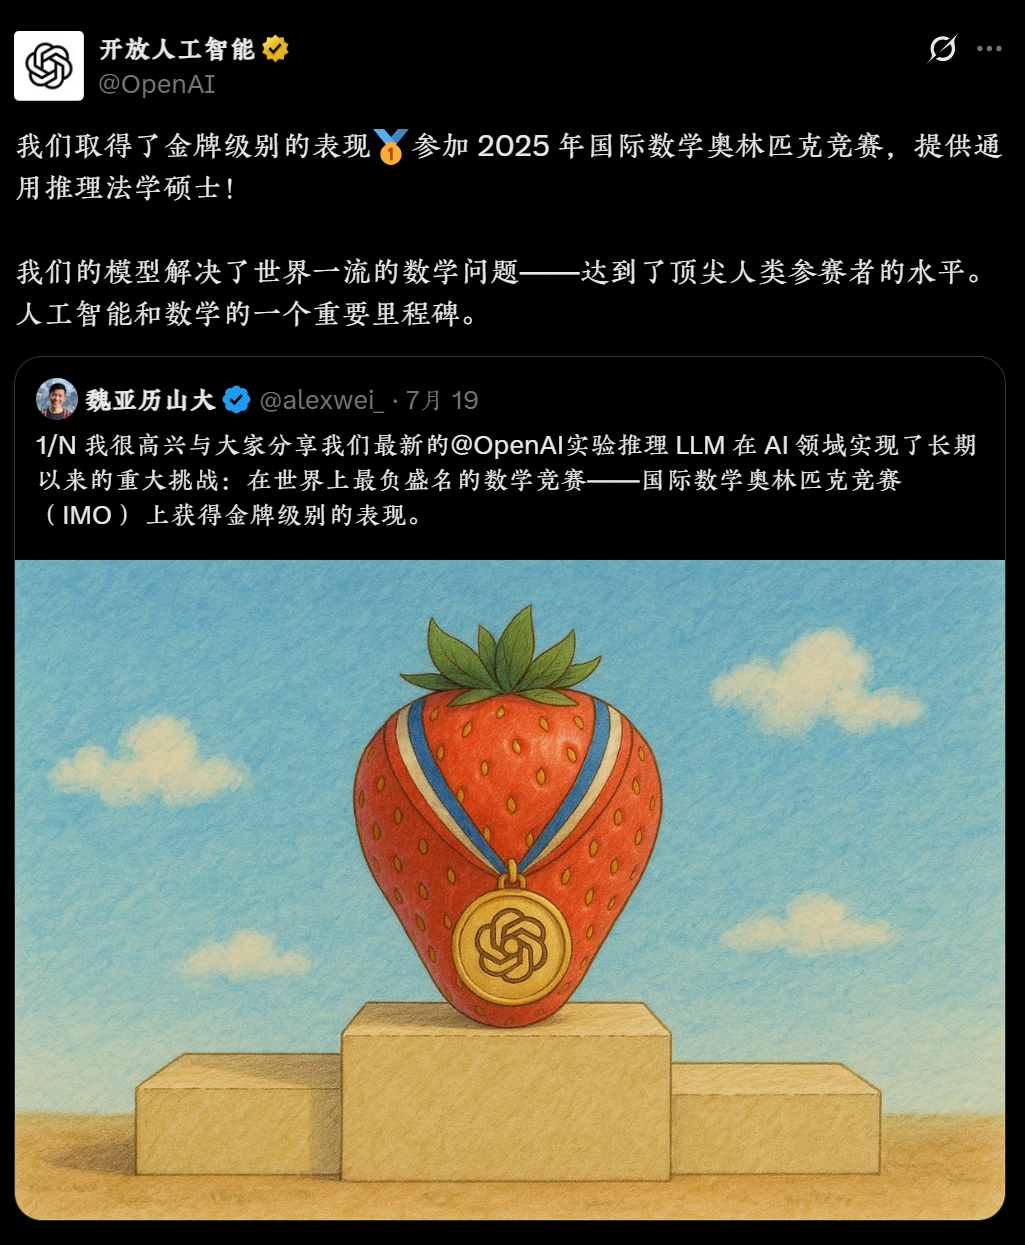 开放人工智能
@OpenAI
我们取得了金牌级别的表现🥇参加 2025 年国际数学奥林匹克竞赛，提供通
用推理法学硕士！
我们的模型解决了世界一流的数学问题——达到了顶尖人类参赛者的水平。
人工智能和数学的一个重要里程碑。
魏亚历山大 @alexwei_ · 7月 19
1/N 我很高兴与大家分享我们最新的@OpenAI实验推理 LLM 在 AI 领域实现了长期
以来的重大挑战：在世界上最负盛名的数学竞赛——国际数学奥林匹克竞赛
（IMO） 上获得金牌级别的表现。